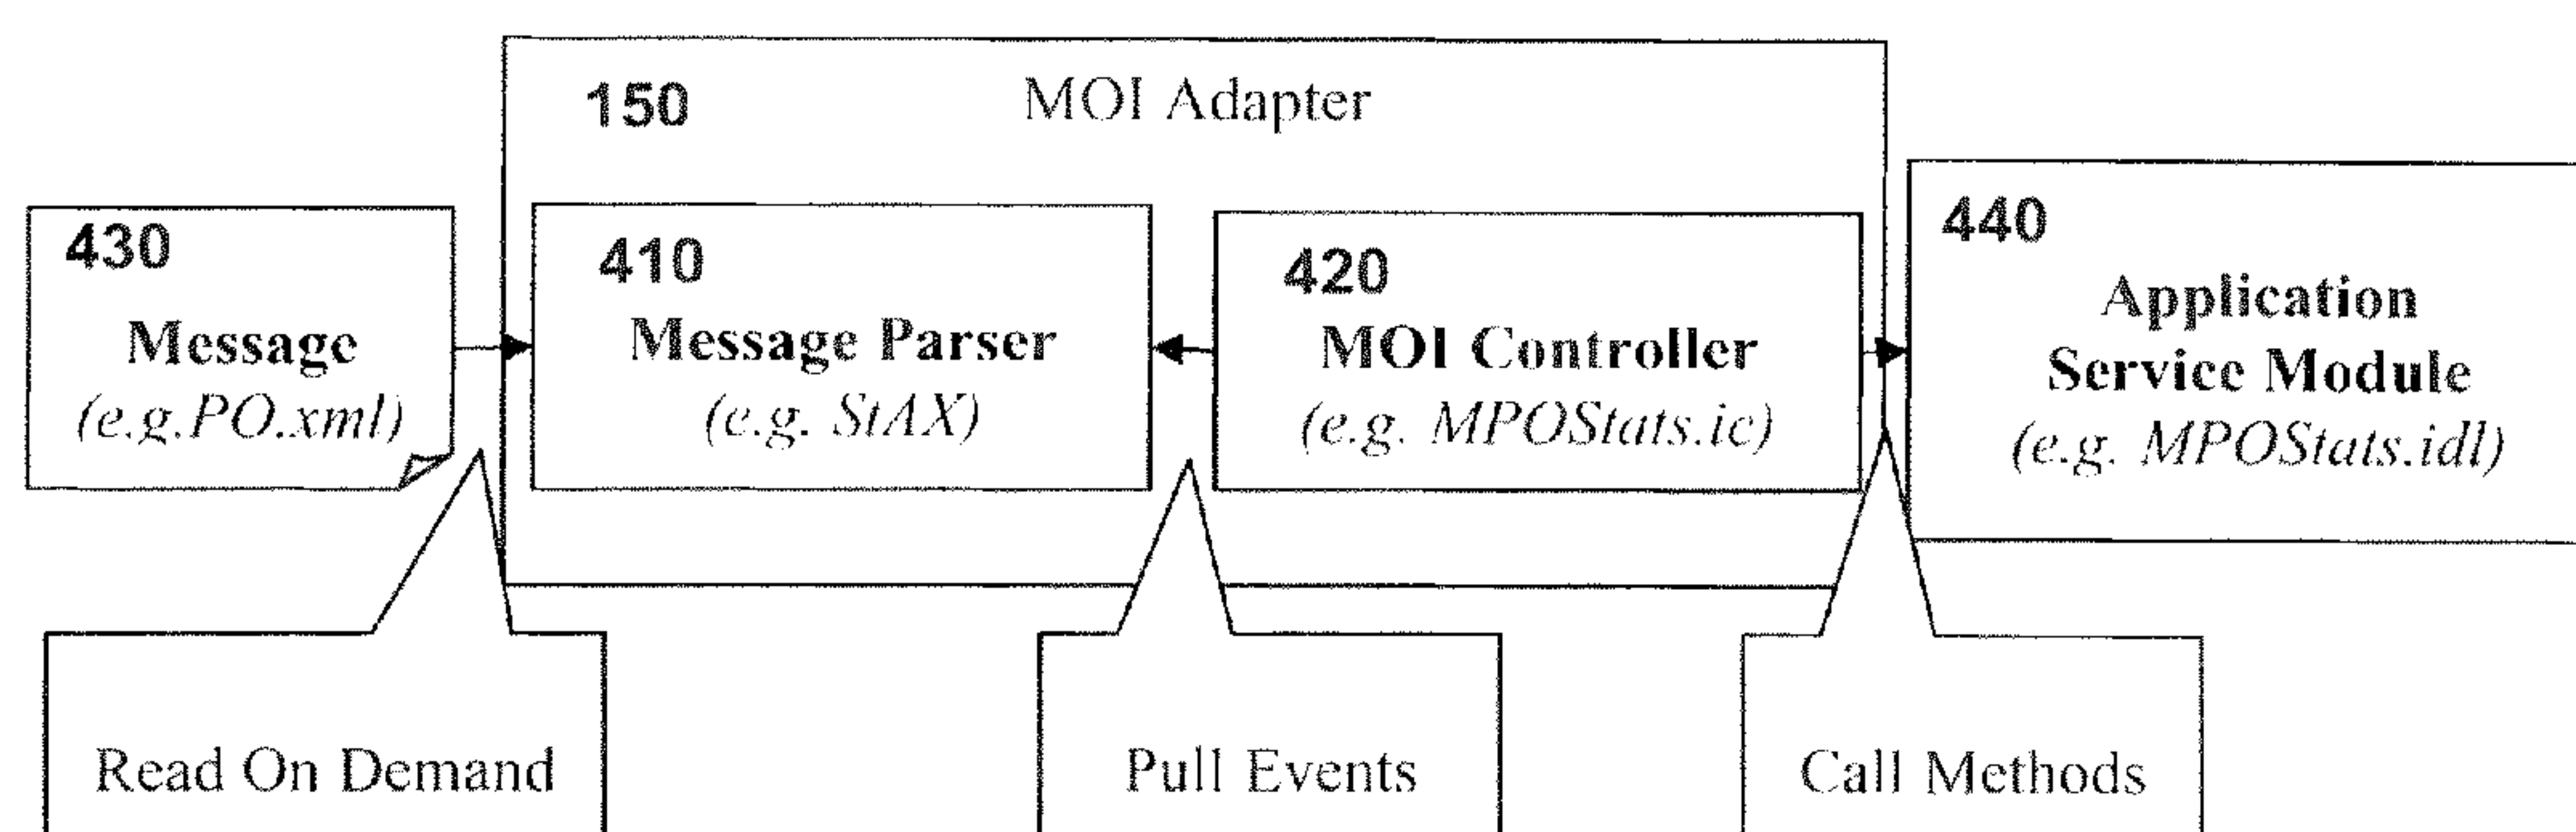 150
MOI Adapter
430
Message
(e.g.PO.xml)
410
Message Parser
(e.g. StAX)
420
MOI Controller
(e.g. MPOStats.ic)
440
Application
Service Module
(e.g. MPOStats.idl)
Read On Demand
Pull Events
Call Methods